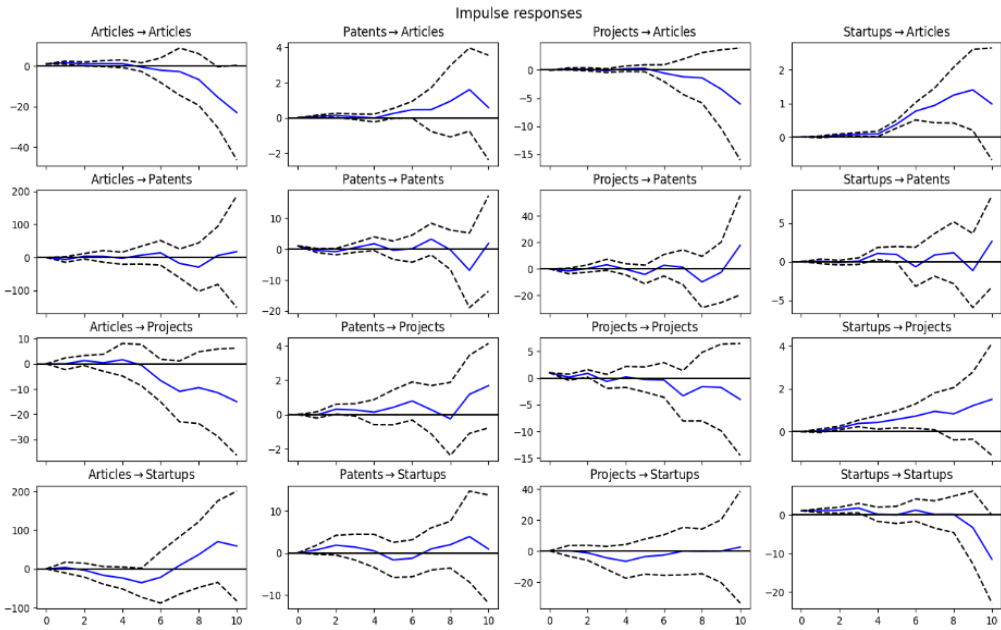 Impulse responses
Articles → Articles
Patents → Articles
Projects → Articles
Startups → Articles
0
−20
−40
4
2
0
2
5
0
−5
−10
−15
2
1
0
Articles → Patents
Patents → Patents
Projects → Patents
Startups → Patents
200
100
0
−100
10
0
−10
−20
40
20
0
−20
5
0
−5
Articles → Projects
Patents → Projects
Projects → Projects
Startups → Projects
10
0
−10
−20
−30
4
2
0
−2
5
0
−5
−10
−15
4
2
0
Articles → Startups
Patents → Startups
Projects → Startups
Startups → Startups
200
100
0
−100
10
0
−10
40
20
0
−20
0
−10
−20
0 2 4 6 8 10
0 2 4 6 8 10
0 2 4 6 8 10
0 2 4 6 8 10